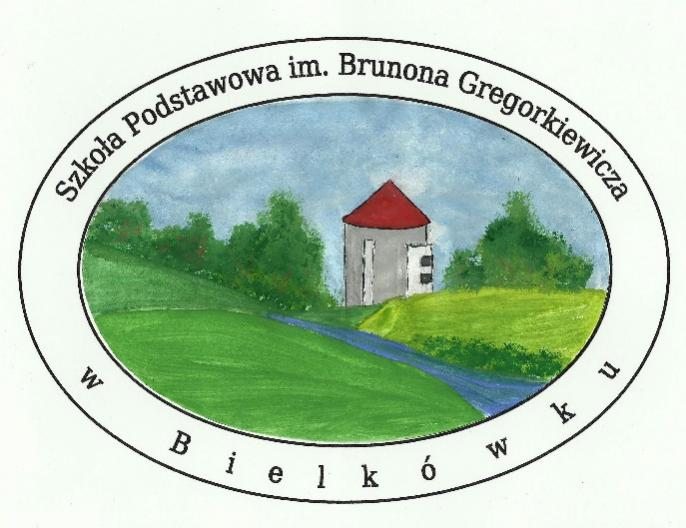 Szkoła Podstawowa im. Brunona Gregorkiewicza
w Bielkówku